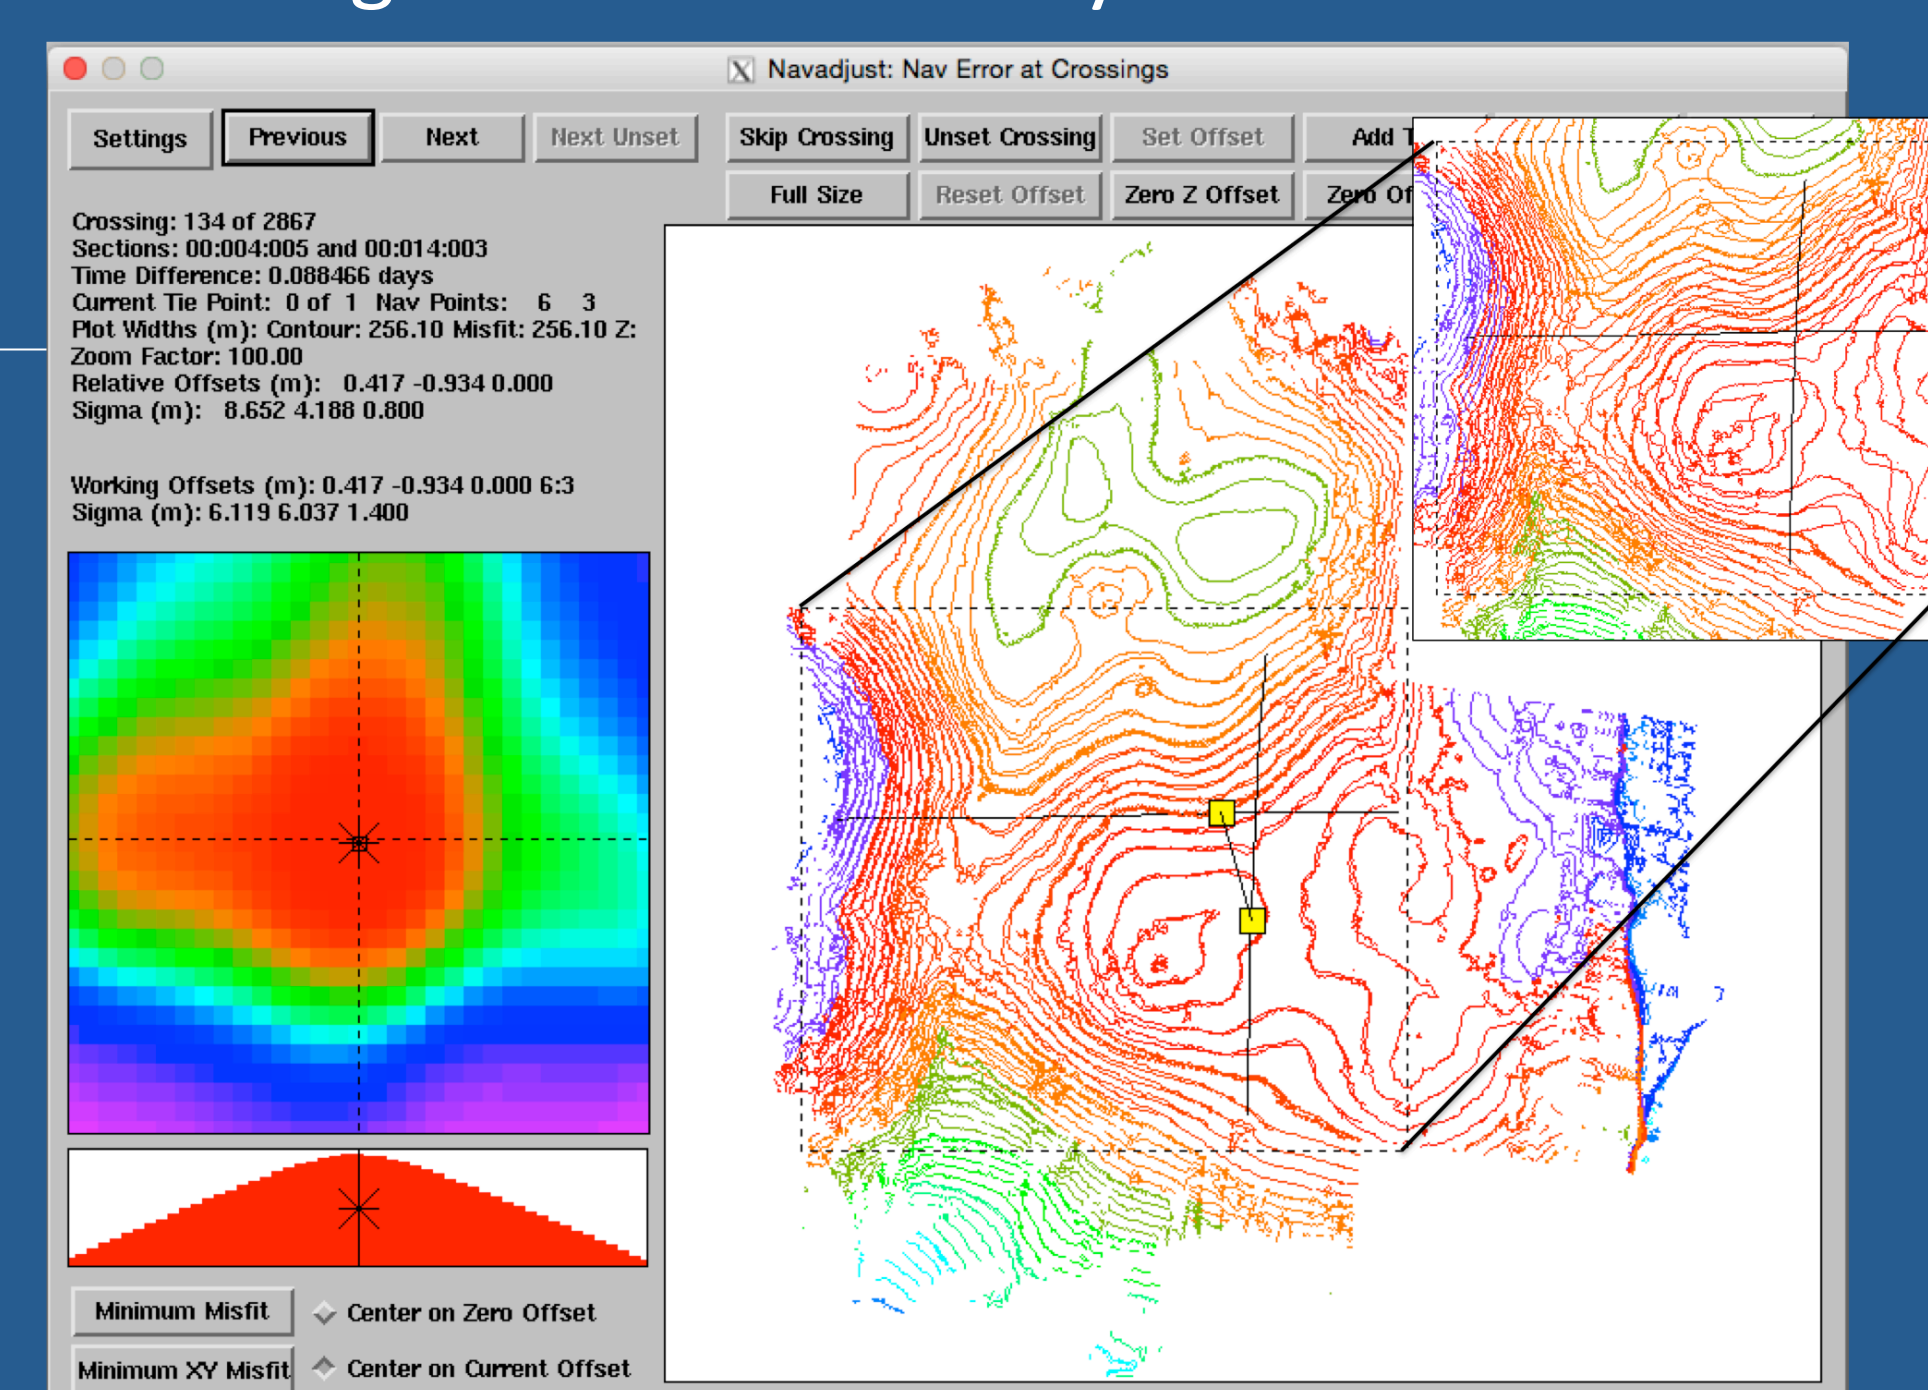 Navadjust: Nav Error at Crossings
Settings Previous Next Next Unset Skip Crossing Unset Crossing Set Offset Add
Full Size Reset Offset Zero Z Offset Zero
Crossing: 134 of 2867
Sections: 00:004:005 and 00:014:003
Time Difference: 0.088466 days
Current Tie Point: 0 of 1 Nav Points: 6 3
Plot Widths (m): Contour: 256.10 Misfit: 256.10 Z:
Zoom Factor: 100.00
Relative Offsets (m): 0.417 -0.934 0.000
Sigma (m): 8.652 4.188 0.800
Working Offsets (m): 0.417 -0.934 0.000 6:3
Sigma (m): 6.119 6.037 1.400
Minimum Misfit Center on Zero Offset
Minimum XY Misfit Center on Current Offset